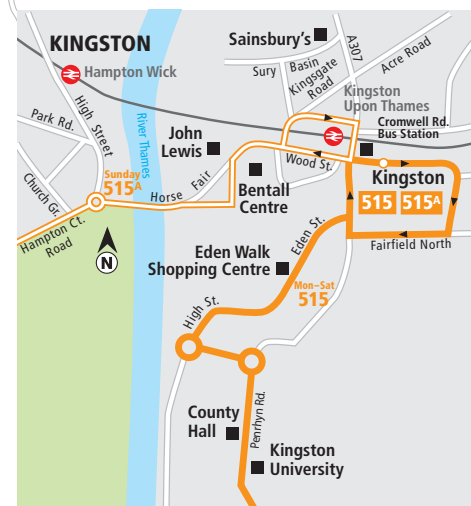 KINGSTON
Hampton Wick
Sainsbury's
A307
Acre Road
Sury
Basin
Kingsgate
Road
Kingston
Upon Thames
Cromwell Rd.
Bus Station
Park Rd.
High Street
River Thames
John
Lewis
Wood St.
Sunday
515A
Horse Fair
Bentall
Centre
Kingston
515 515A
Church Gr.
Hampton Ct.
Road
N
Fairfield North
Eden St.
Eden Walk
Shopping Centre
Mon–Sat
515
High St.
County
Hall
Penrhyn Rd.
Kingston
University